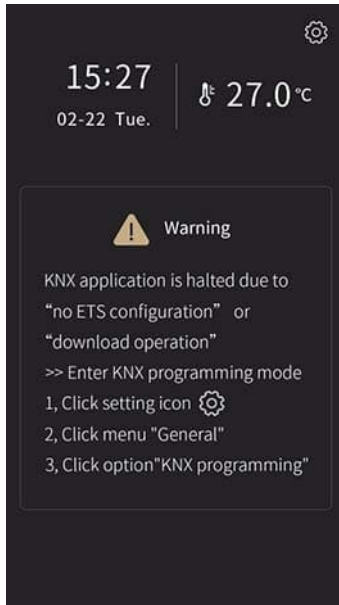 15:27
02-22 Tue.
27.0°C
Warning
KNX application is halted due to
“no ETS configuration” or
“download operation”
>> Enter KNX programming mode
1, Click setting icon
2, Click menu "General"
3, Click option"KNX programming"